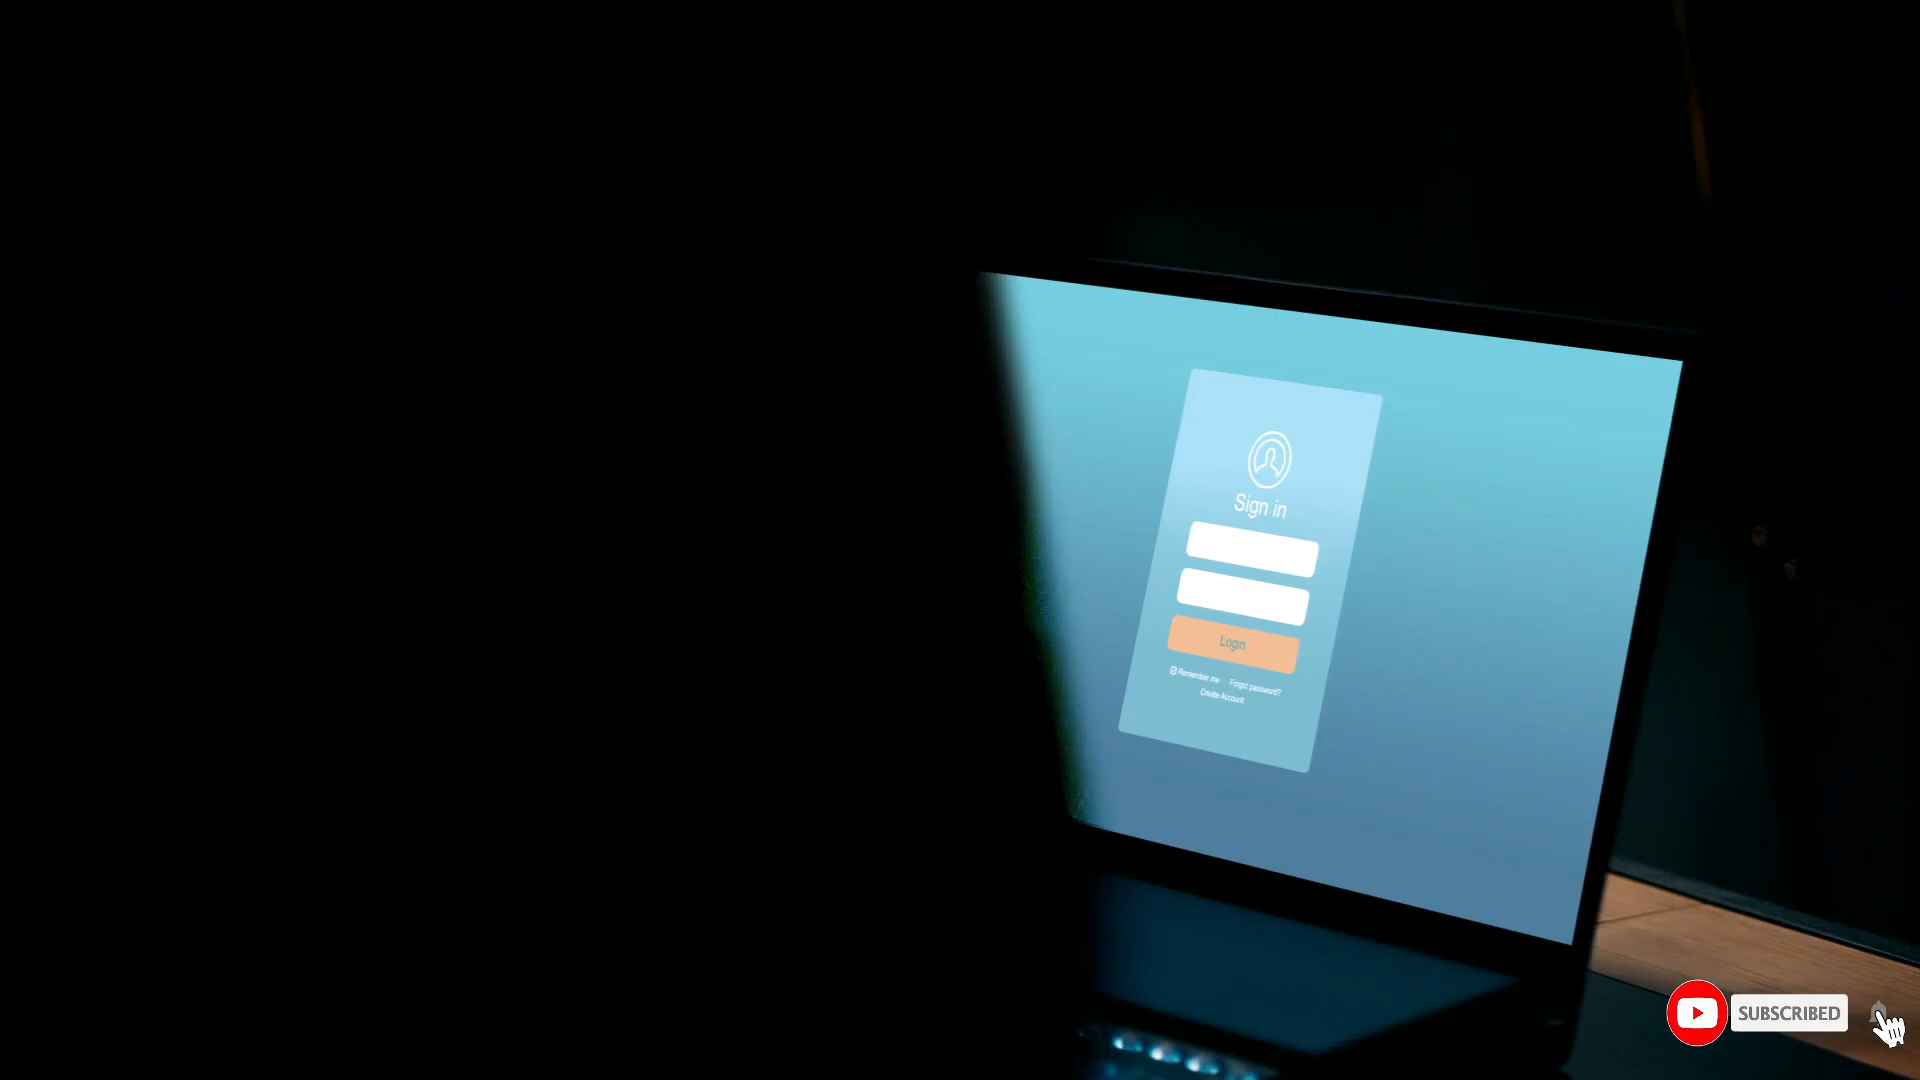 Sign in
Login
Remember me Forgot password?
Create Account
SUBSCRIBED